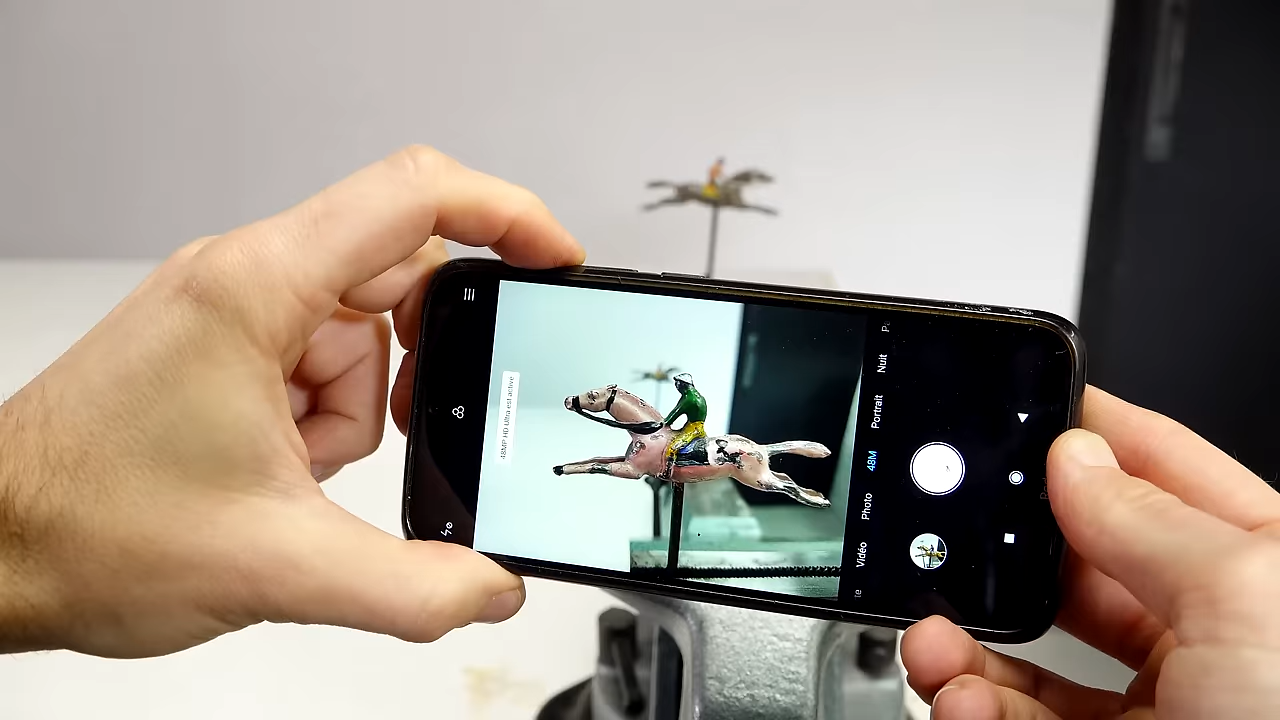 48MP HD Ultra est activé
Nuit
Portrait
48M
Photo
Vidéo